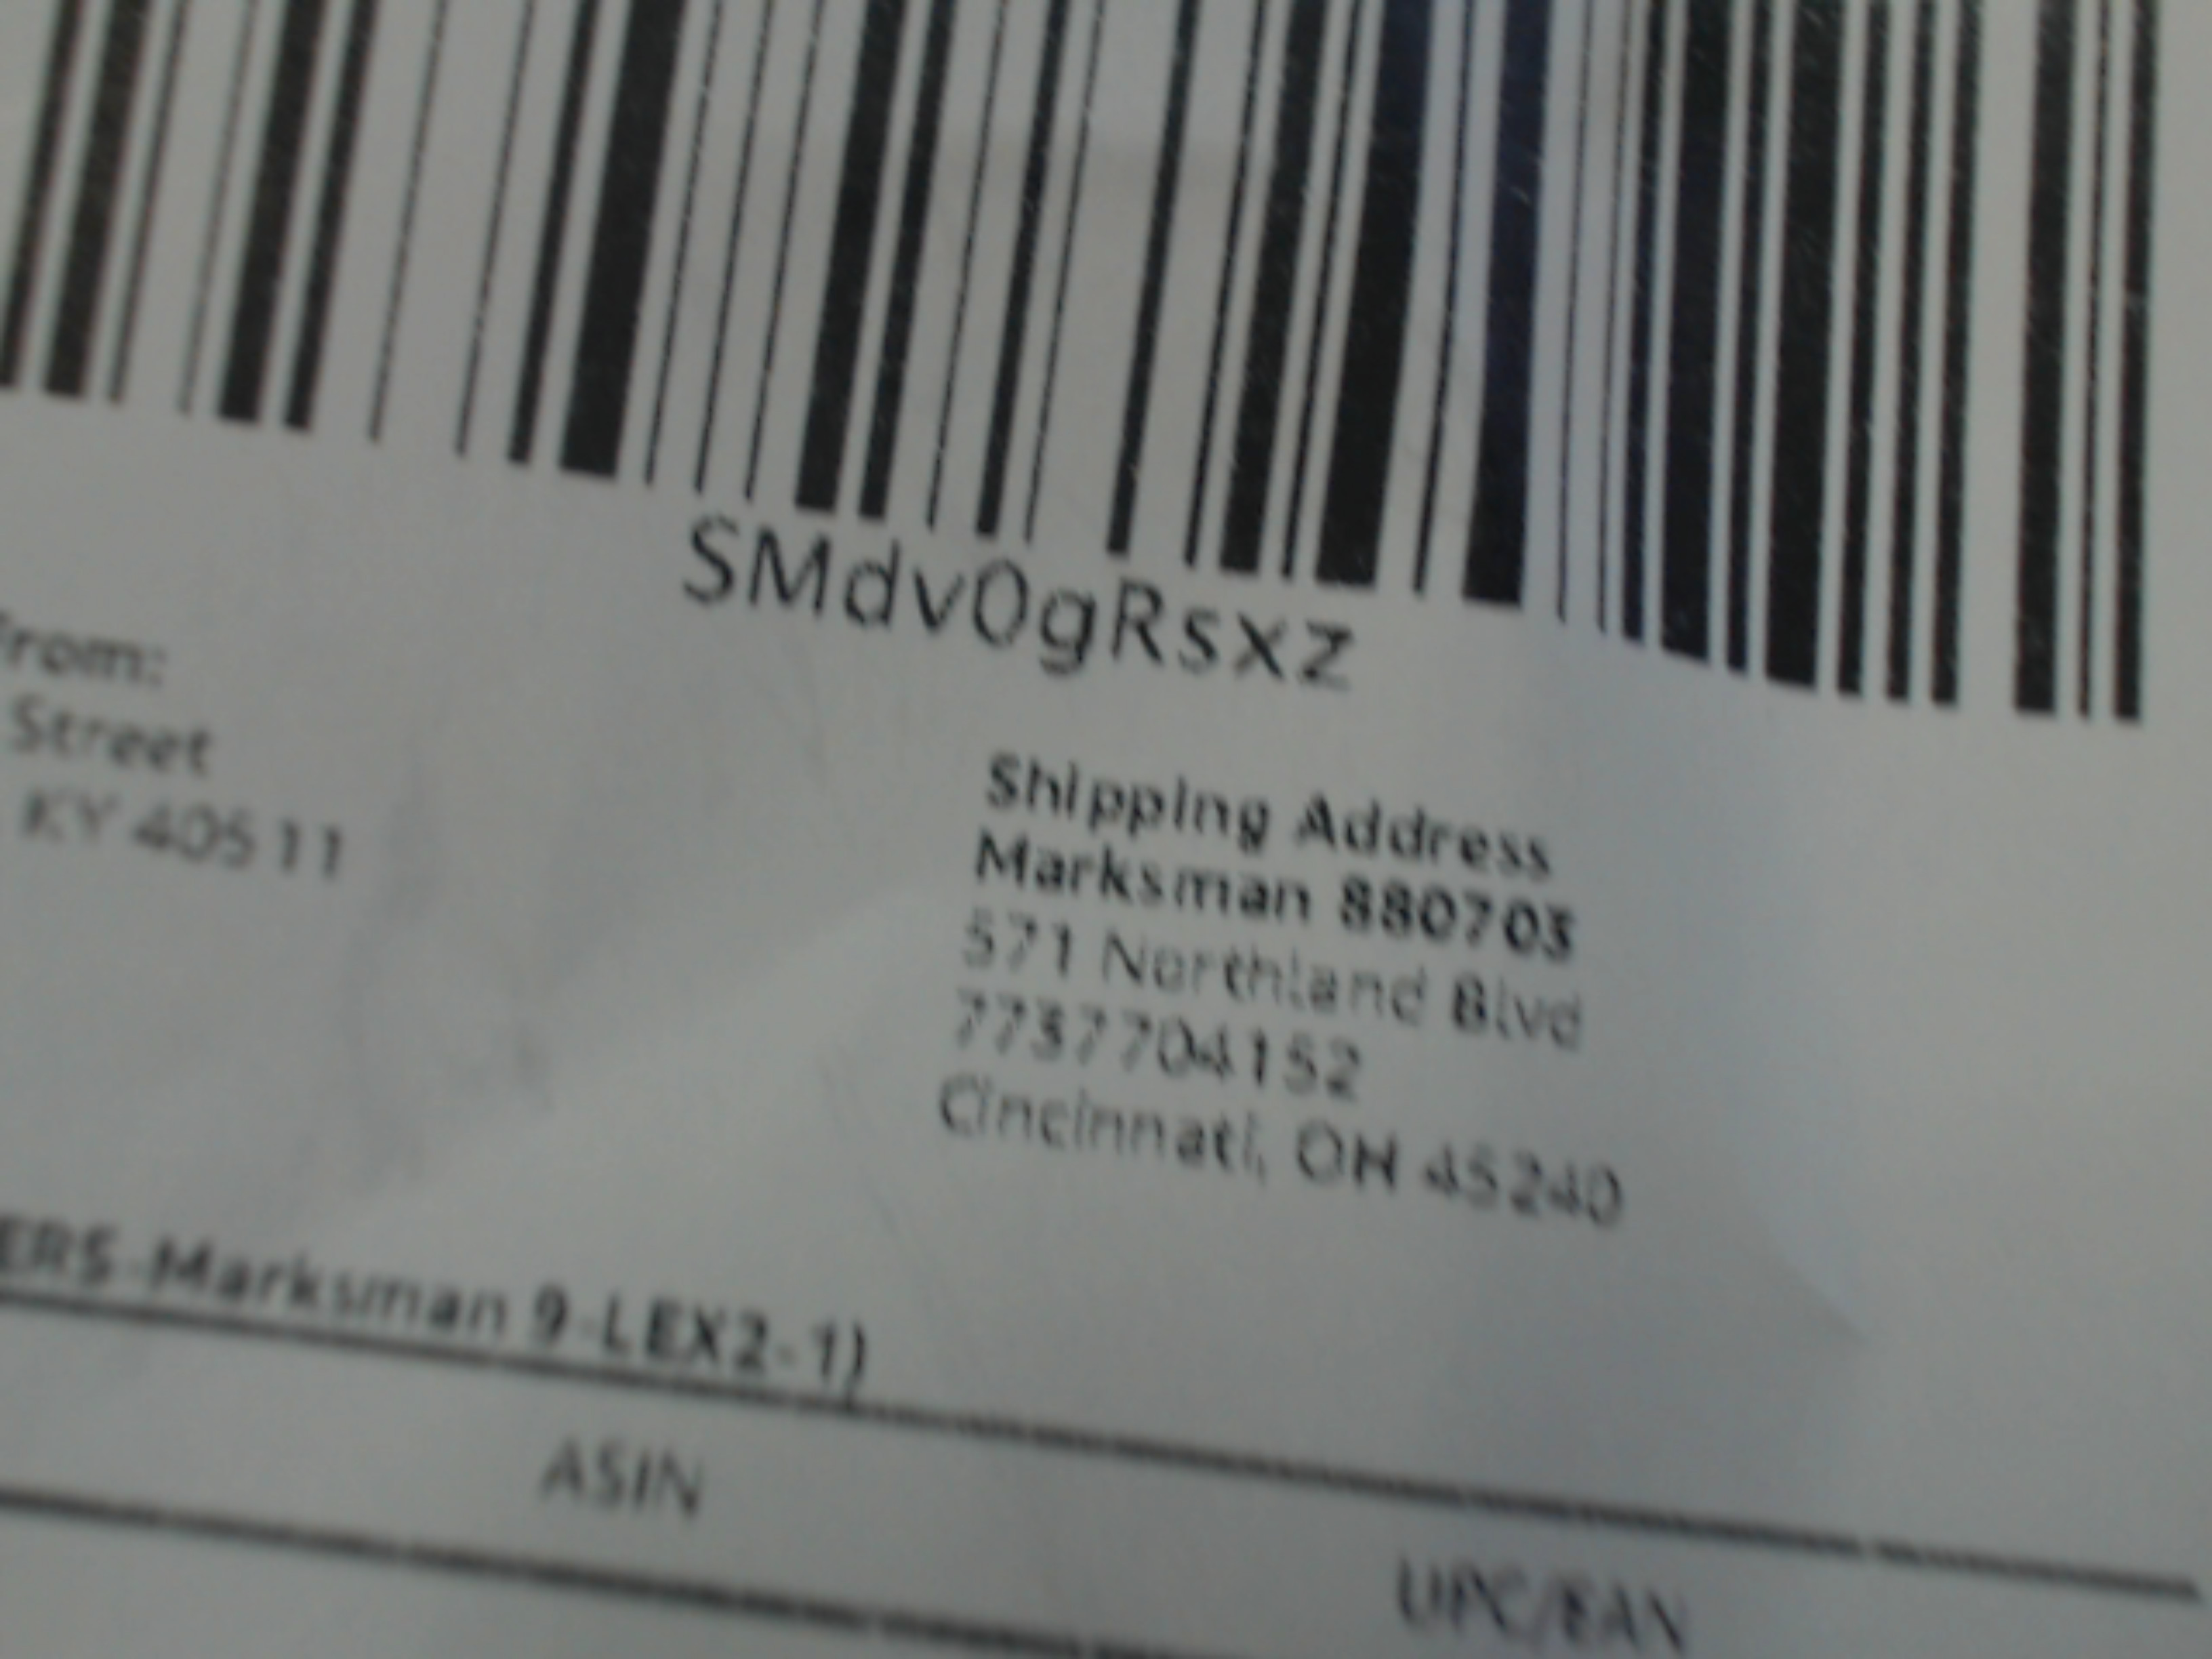 SMdv0gRsxz
From:
Street
KY 40511
Shipping Address
Marksman 880703
571 Northland Blvd
7737704152
Cincinnati, OH 45240
ERS-Marksman 9-LEX2-1)
ASIN
UPC/EAN